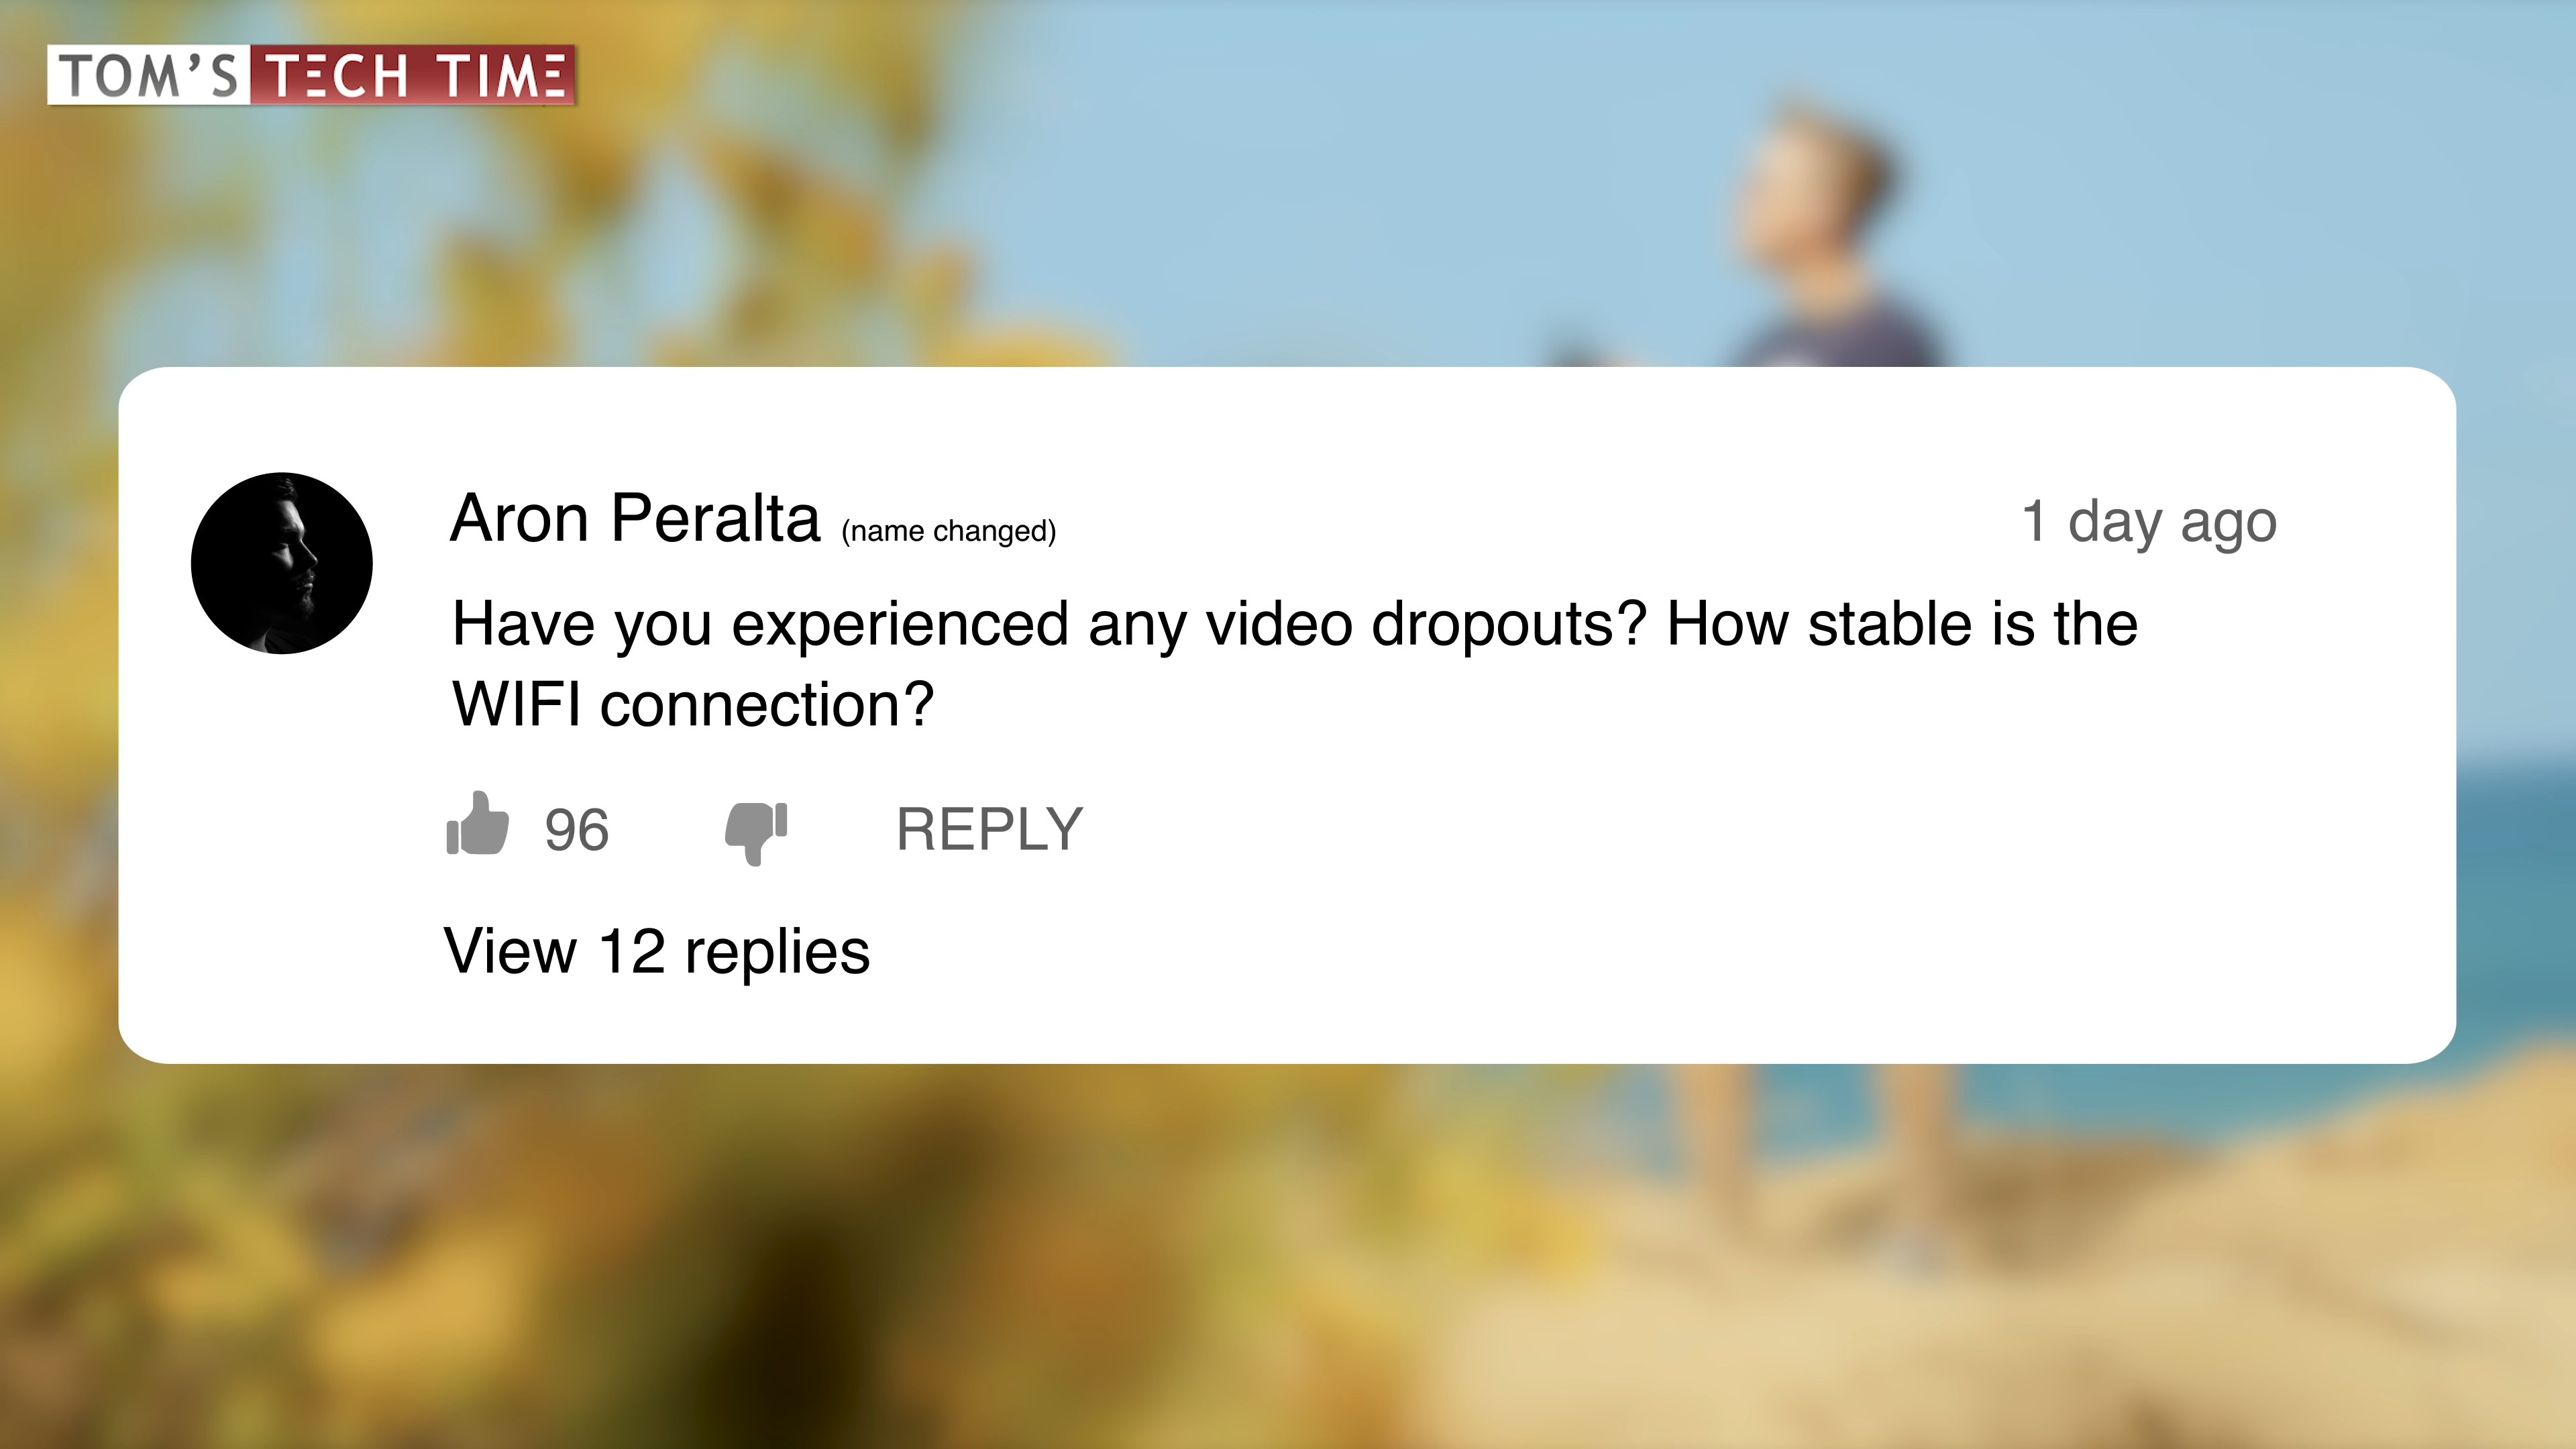 TOM'S TECH TIME
Aron Peralta (name changed)
1 day ago
Have you experienced any video dropouts? How stable is the
WIFI connection?
96
REPLY
View 12 replies